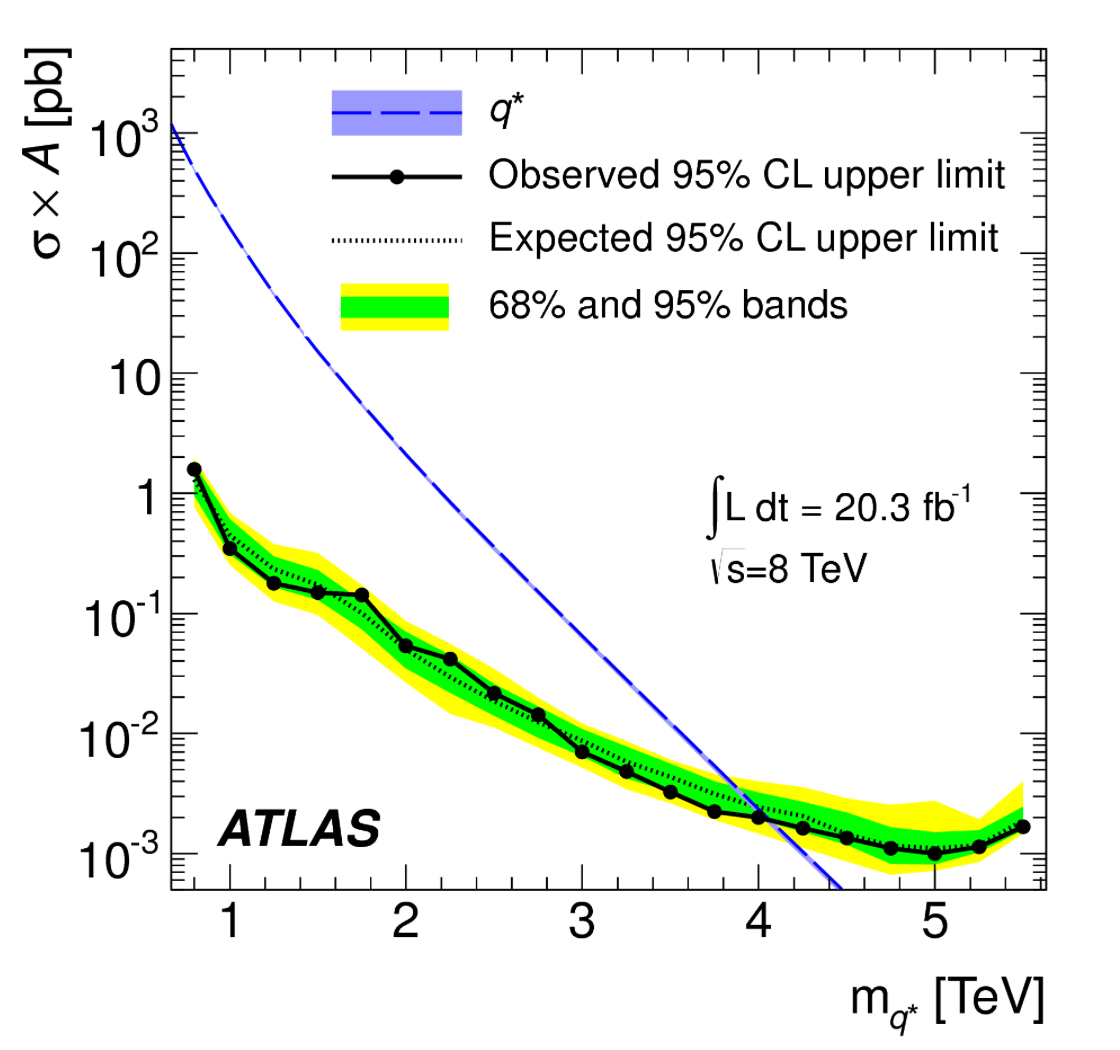 σ × A [pb]
10³
10²
10
1
10⁻¹
10⁻²
10⁻³
q*
Observed 95% CL upper limit
Expected 95% CL upper limit
68% and 95% bands
∫L dt = 20.3 fb⁻¹
√s=8 TeV
ATLAS
1 2 3 4 5
m_q* [TeV]